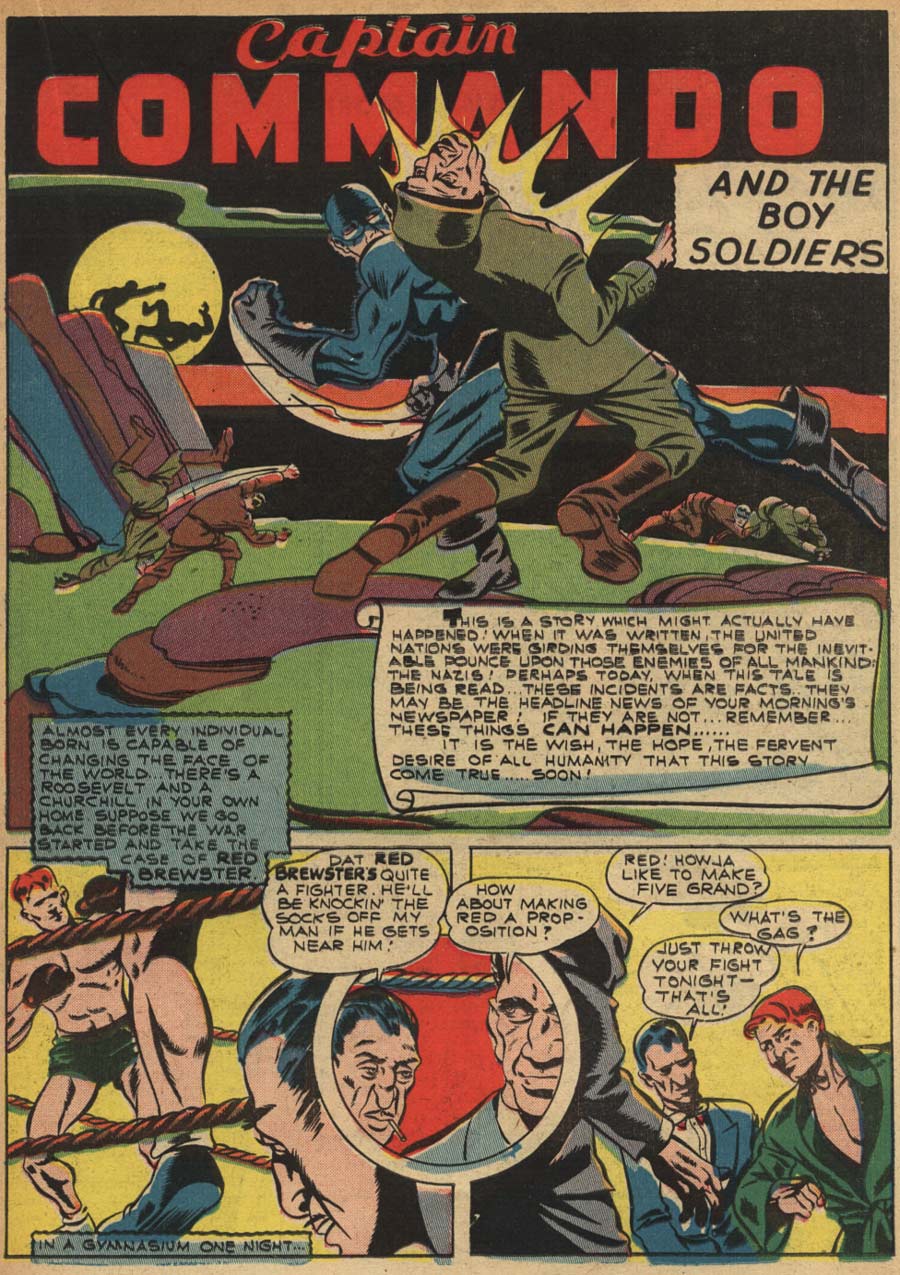 Captain
COMMANDO
AND THE
BOY
SOLDIERS
THIS IS A STORY WHICH MIGHT ACTUALLY HAVE
HAPPENED! WHEN IT WAS WRITTEN, THE UNITED
NATIONS WERE GIRDING THEMSELVES FOR THE INEVIT-
ABLE POUNCE UPON THOSE ENEMIES OF ALL MANKIND:
THE NAZIS! PERHAPS TODAY, WHEN THIS TALE IS
BEING READ...THESE INCIDENTS ARE FACTS. THEY
MAY BE THE HEADLINE NEWS OF YOUR MORNING'S
NEWSPAPER! IF THEY ARE NOT... REMEMBER...
THESE THINGS CAN HAPPEN......
IT IS THE WISH, THE HOPE, THE FERVENT
DESIRE OF ALL HUMANITY THAT THIS STORY
COME TRUE.....SOON!
ALMOST EVERY INDIVIDUAL
BORN IS CAPABLE OF
CHANGING THE FACE OF
THE WORLD...THERE'S A
ROOSEVELT AND A
CHURCHILL IN YOUR OWN
HOME. SUPPOSE WE GO
BACK BEFORE THE WAR
STARTED AND TAKE THE
CASE OF RED
BREWSTER.
DAT RED
BREWSTER'S QUITE
A FIGHTER. HE'LL
BE KNOCKIN' THE
SOCKS OFF MY
MAN IF HE GETS
NEAR HIM!
HOW
ABOUT MAKING
RED A PROP-
OSITION?
IN A GYMNASIUM ONE NIGHT...
RED! HOWJA
LIKE TO MAKE
FIVE GRAND?
WHAT'S THE
GAG?
JUST THROW
YOUR FIGHT
TONIGHT—
THAT'S
ALL!